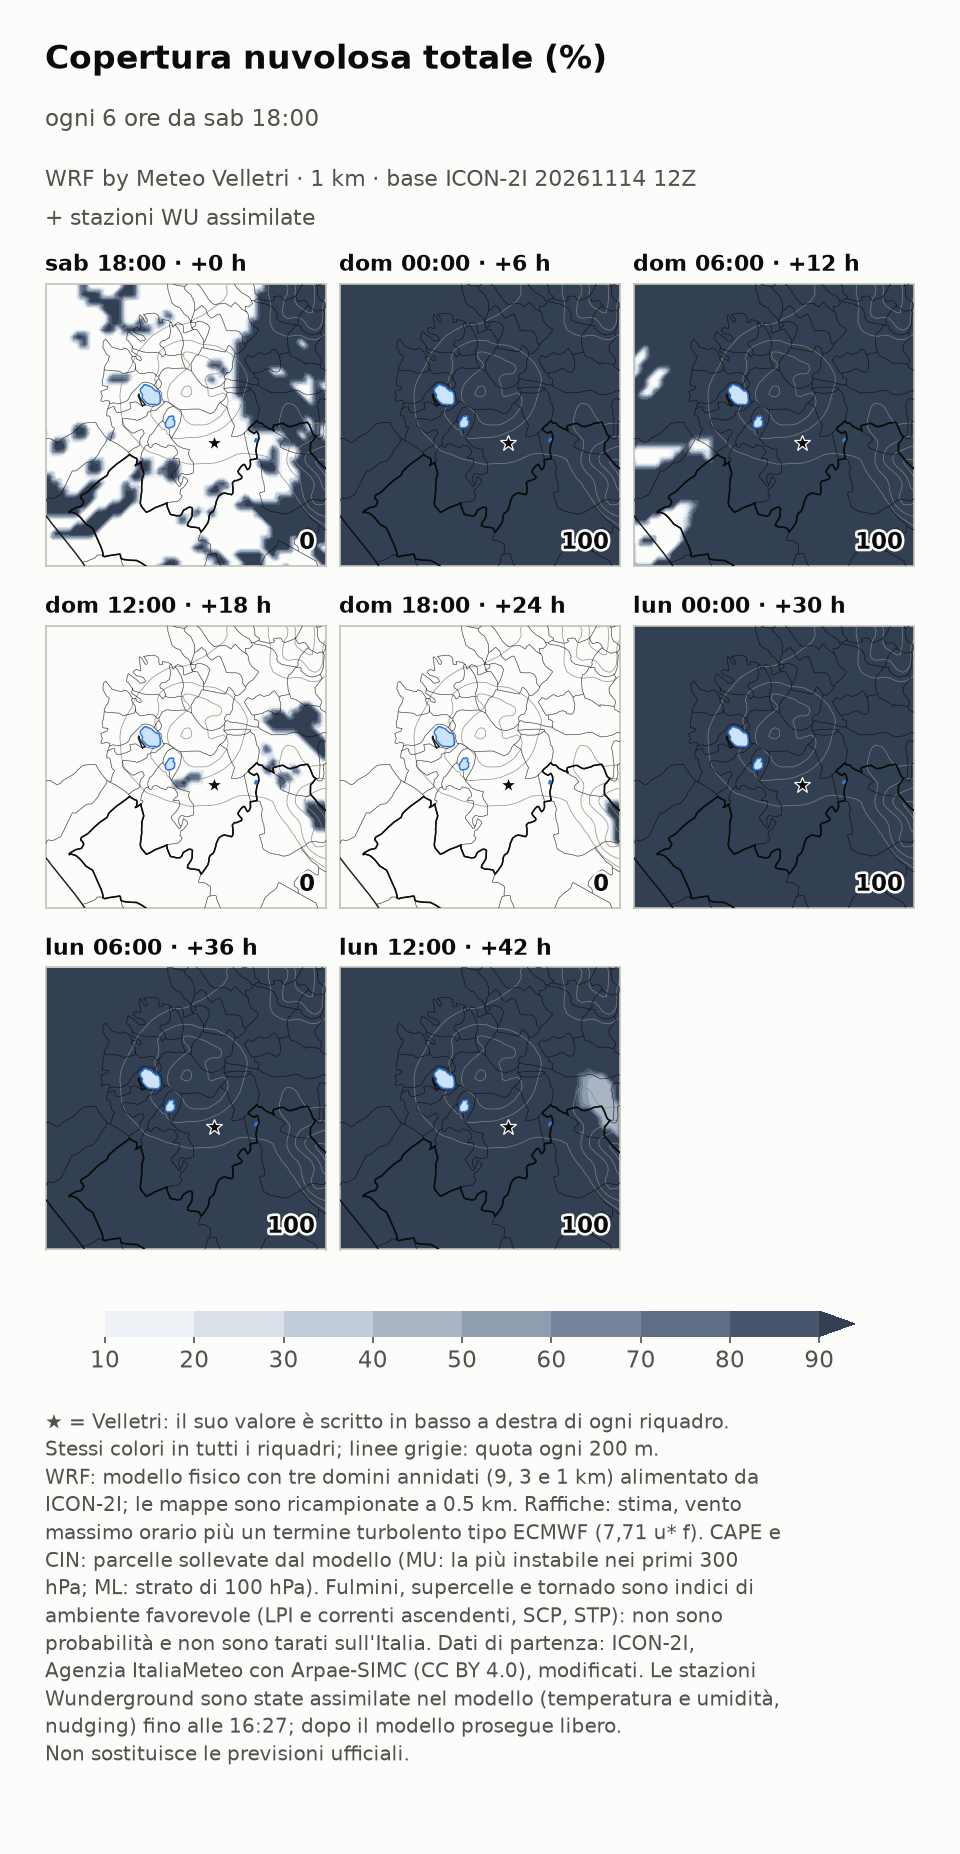 Copertura nuvolosa totale (%)
ogni 6 ore da sab 18:00
WRF by Meteo Velletri · 1 km · base ICON-2I 20261114 12Z
+ stazioni WU assimilate
sab 18:00 · +0 h
dom 00:00 · +6 h
dom 06:00 · +12 h
0
100
100
dom 12:00 · +18 h
dom 18:00 · +24 h
lun 00:00 · +30 h
0
0
100
lun 06:00 · +36 h
lun 12:00 · +42 h
100
100
10 20 30 40 50 60 70 80 90
★ = Velletri: il suo valore è scritto in basso a destra di ogni riquadro.
Stessi colori in tutti i riquadri; linee grigie: quota ogni 200 m.
WRF: modello fisico con tre domini annidati (9, 3 e 1 km) alimentato da
ICON-2I; le mappe sono ricampionate a 0.5 km. Raffiche: stima, vento
massimo orario più un termine turbolento tipo ECMWF (7,71 u* f). CAPE e
CIN: parcelle sollevate dal modello (MU: la più instabile nei primi 300
hPa; ML: strato di 100 hPa). Fulmini, supercelle e tornado sono indici di
ambiente favorevole (LPI e correnti ascendenti, SCP, STP): non sono
probabilità e non sono tarati sull'Italia. Dati di partenza: ICON-2I,
Agenzia ItaliaMeteo con Arpae-SIMC (CC BY 4.0), modificati. Le stazioni
Wunderground sono state assimilate nel modello (temperatura e umidità,
nudging) fino alle 16:27; dopo il modello prosegue libero.
Non sostituisce le previsioni ufficiali.